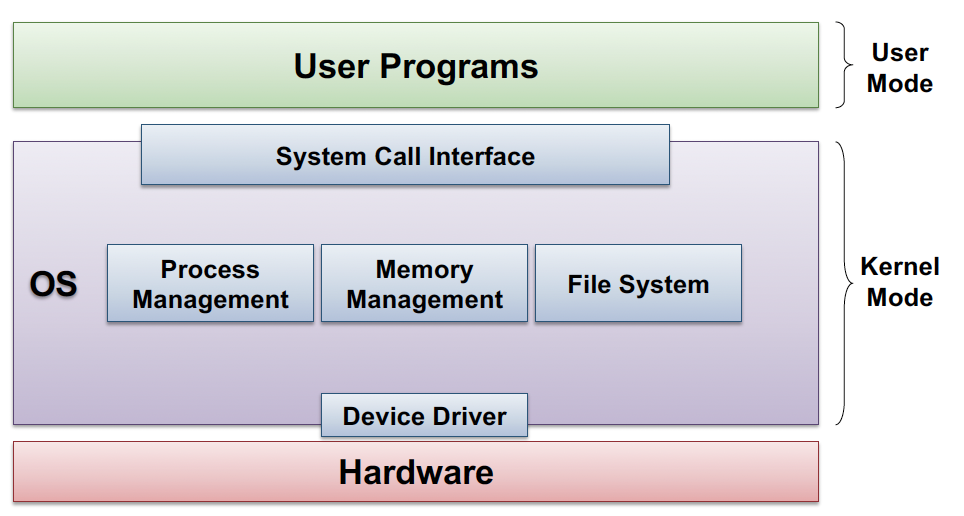 User Programs
User
Mode
System Call Interface
OS
Process
Management
Memory
Management
File System
Kernel
Mode
Device Driver
Hardware